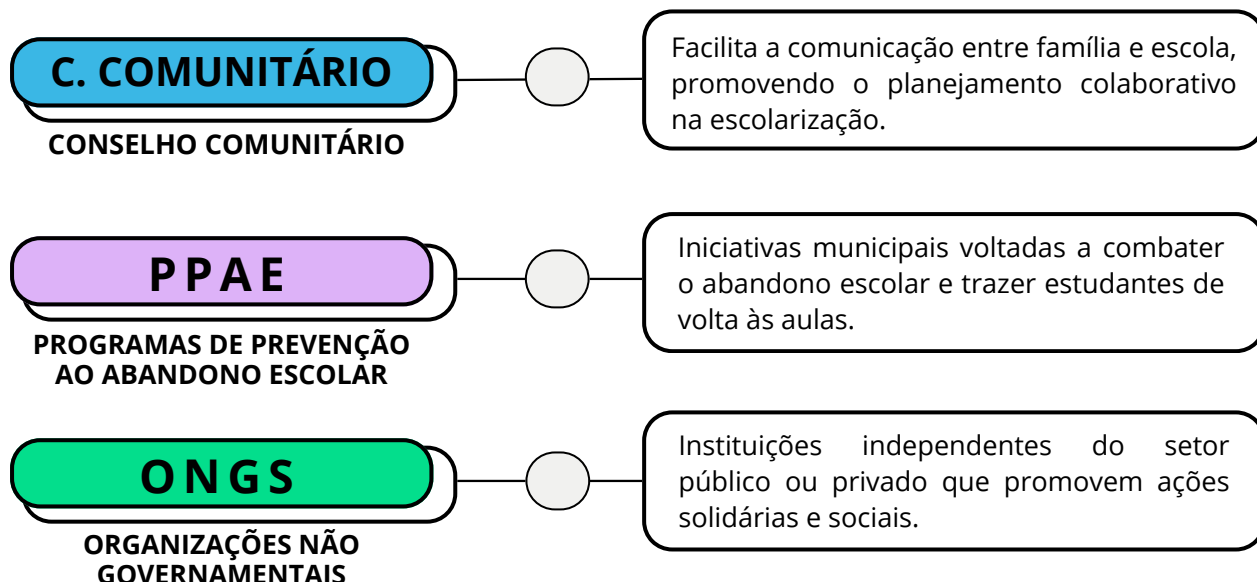 C. COMUNITÁRIO
CONSELHO COMUNITÁRIO
Facilita a comunicação entre família e escola,
promovendo o planejamento colaborativo
na escolarização.
PPAE
PROGRAMAS DE PREVENÇÃO
AO ABANDONO ESCOLAR
Iniciativas municipais voltadas a combater
o abandono escolar e trazer estudantes de
volta às aulas.
ONGS
ORGANIZAÇÕES NÃO
GOVERNAMENTAIS
Instituições independentes do setor
público ou privado que promovem ações
solidárias e sociais.